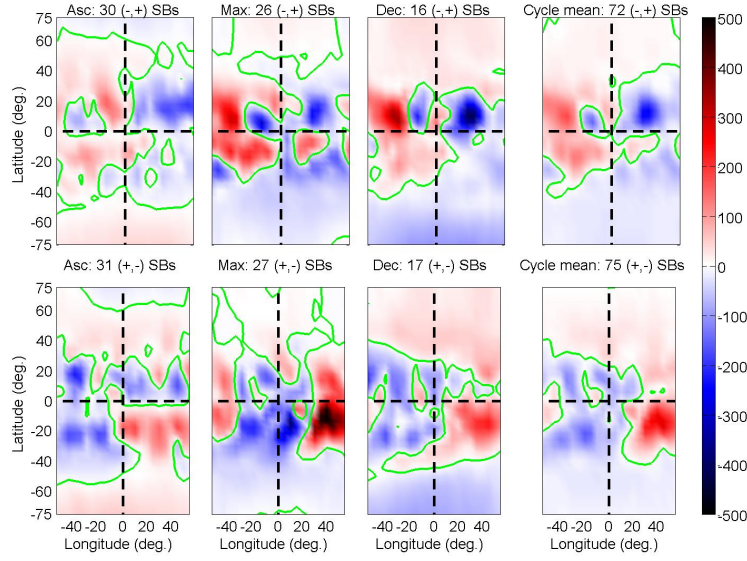 Asc: 30 (-,+) SBs
Max: 26 (-,+) SBs
Dec: 16 (-,+) SBs
Cycle mean: 72 (-,+) SBs
75
60
40
20
0
-20
-40
-60
-75
Latitude (deg.)
Asc: 31 (+,-) SBs
Max: 27 (+,-) SBs
Dec: 17 (+,-) SBs
Cycle mean: 75 (+,-) SBs
75
60
40
20
0
-20
-40
-60
-75
Latitude (deg.)
-40 -20 0 20 40
-40 -20 0 20 40
-40 -20 0 20 40
-40 -20 0 20 40
Longitude (deg.)
Longitude (deg.)
Longitude (deg.)
Longitude (deg.)
500
400
300
200
100
0
-100
-200
-300
-400
-500